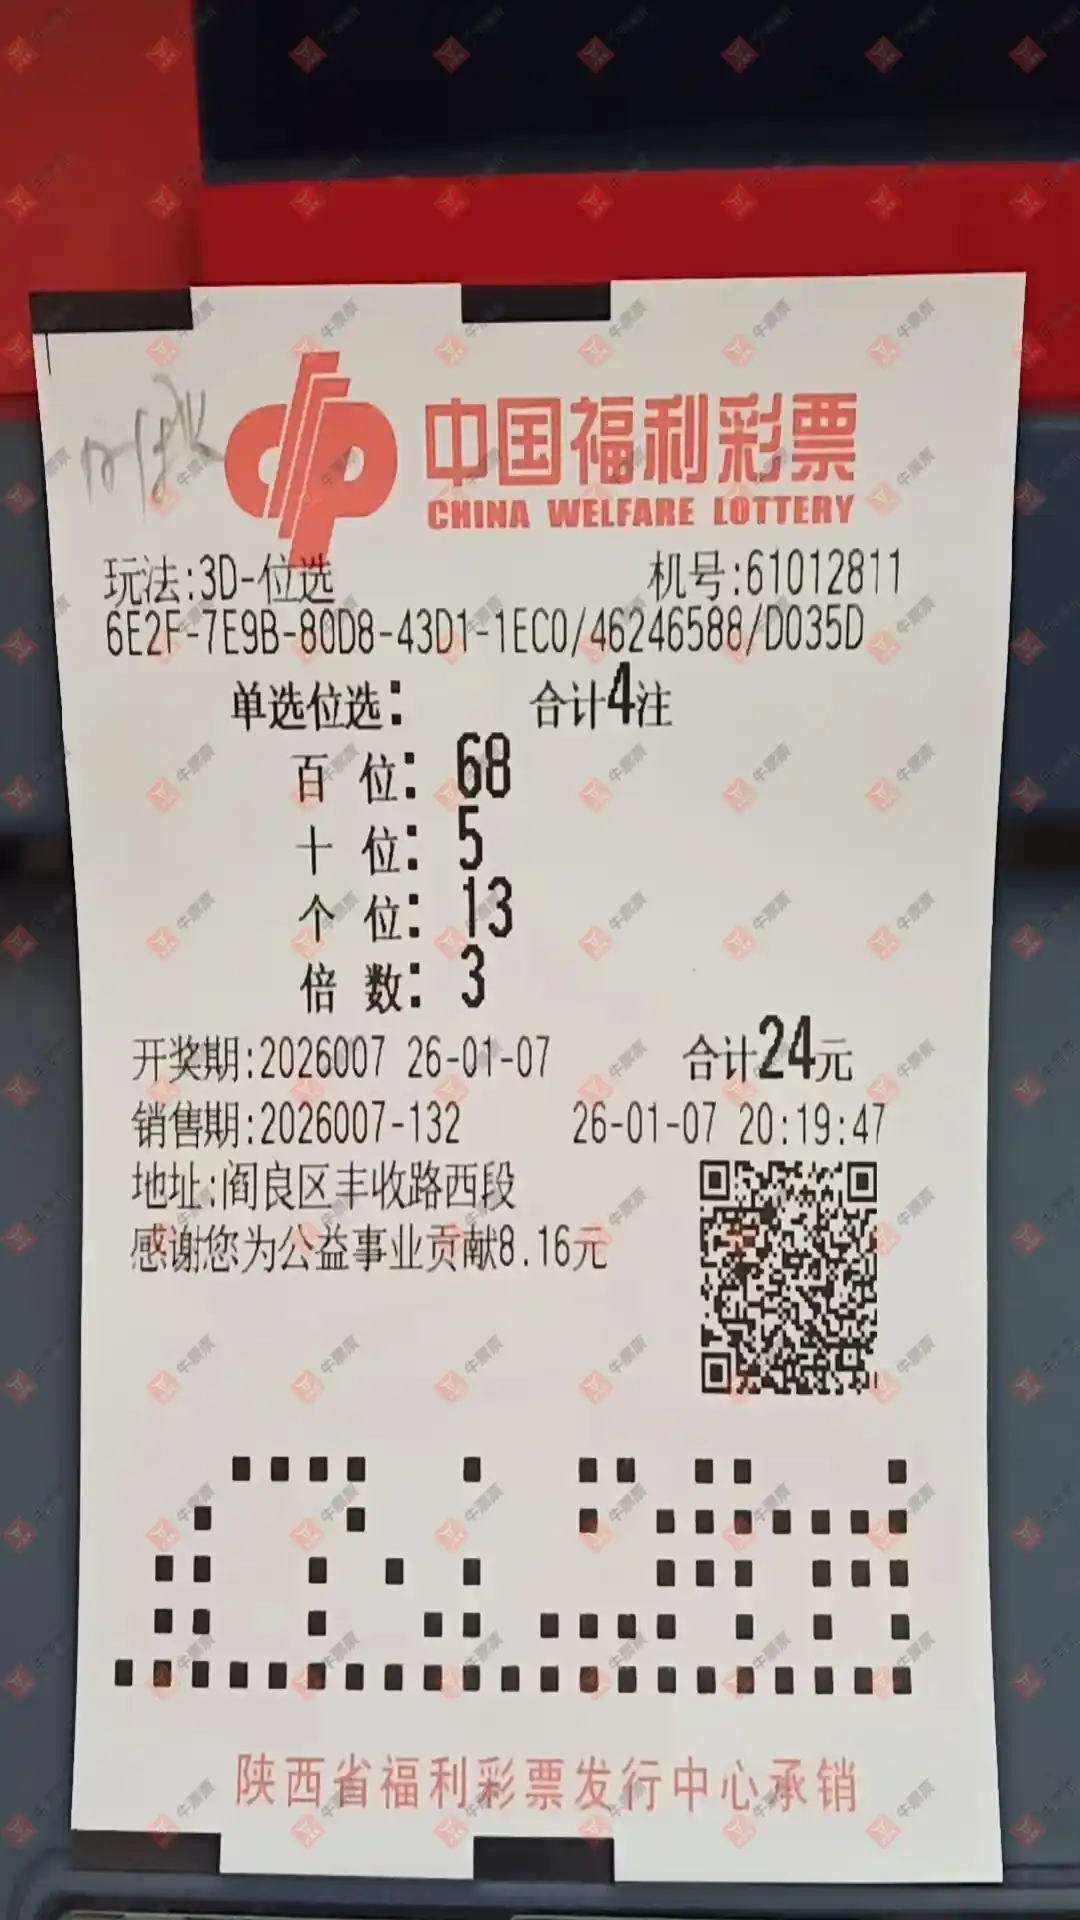 中国福利彩票
CHINA WELFARE LOTTERY
玩法:3D-位选 机号:61012811
6E2F-7E9B-80D8-43D1-1EC0/46246588/D035D
单选位选: 合计4注
百 位: 68
十 位: 5
个 位: 13
倍 数: 3
开奖期:2026007 26-01-07 合计24元
销售期:2026007-132 26-01-07 20:19:47
地址:阎良区丰收路西段
感谢您为公益事业贡献8.16元
陕西省福利彩票发行中心承销
牛票票